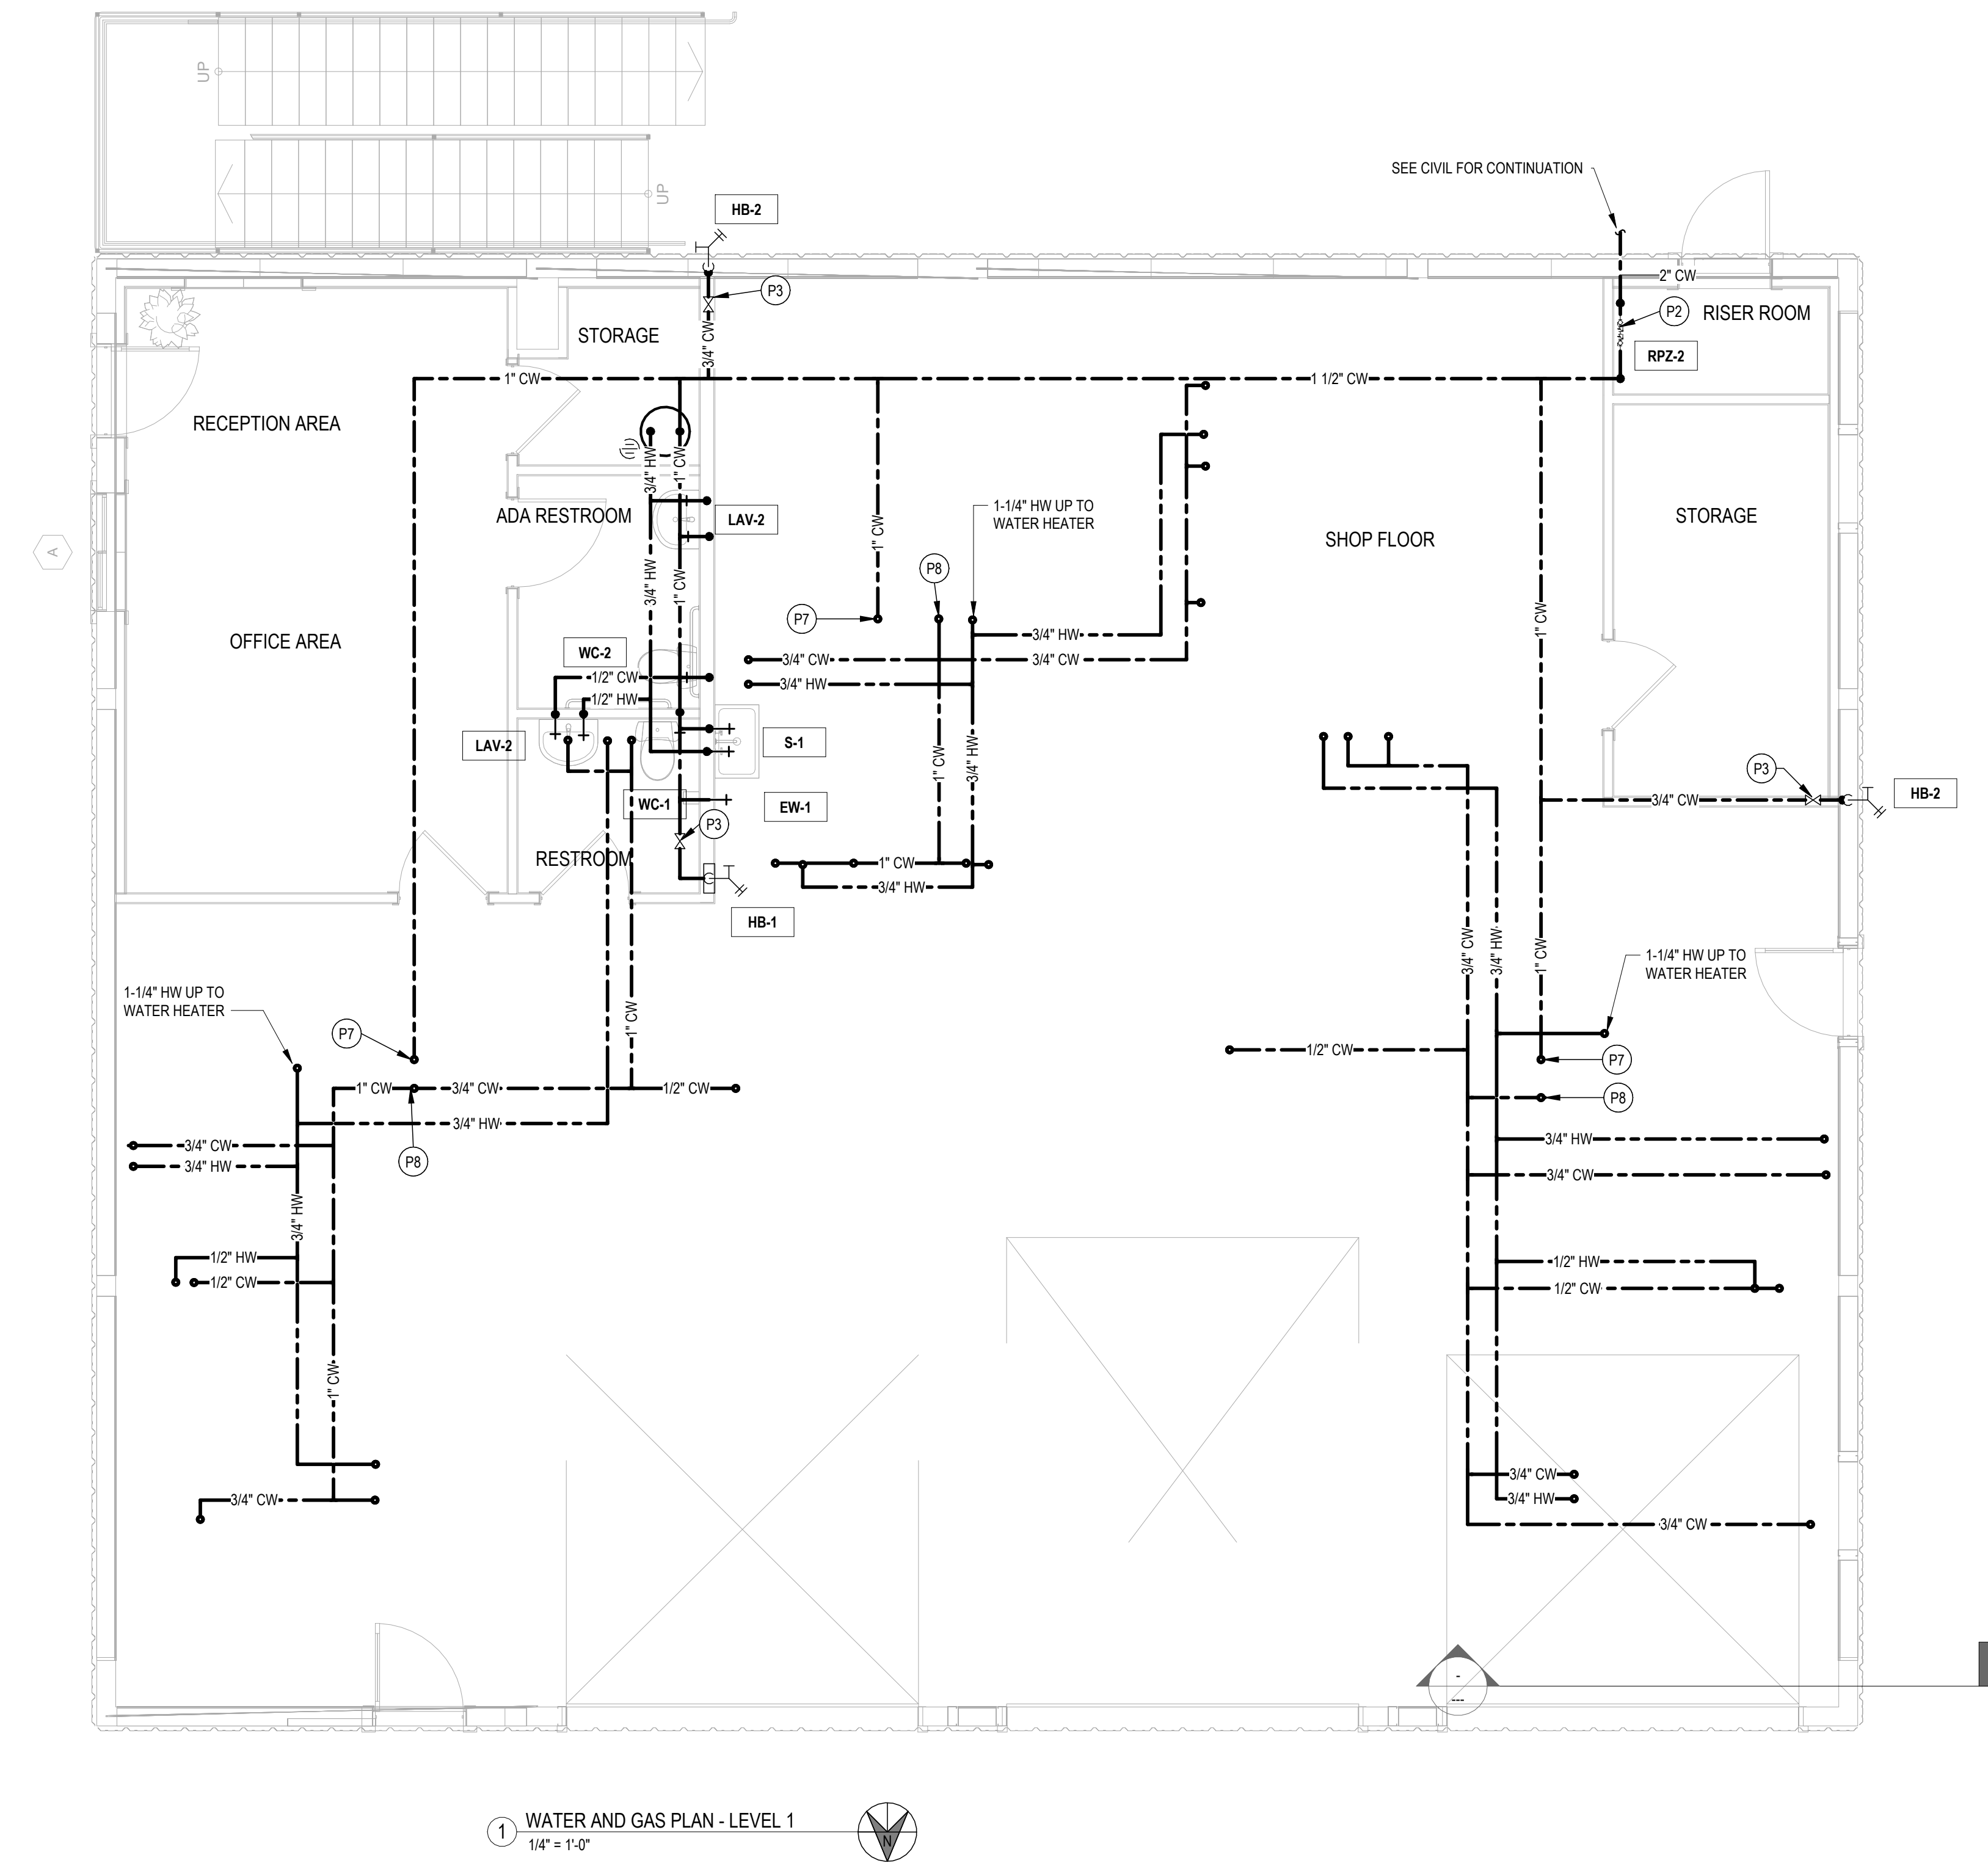 UP
UP
HB-2
SEE CIVIL FOR CONTINUATION
2" CW
P3
P2
RISER ROOM
STORAGE
3/4" CW
RPZ-2
1" CW
1 1/2" CW
RECEPTION AREA
3/4" HW
1" CW
1-1/4" HW UP TO
WATER HEATER
ADA RESTROOM
LAV-2
STORAGE
1" CW
SHOP FLOOR
A
P8
3/4" HW
1" CW
P7
1" CW
OFFICE AREA
3/4" HW
WC-2
3/4" CW
3/4" CW
1/2" CW
3/4" HW
1/2" HW
LAV-2
S-1
1" CW
3/4" HW
P3
WC-1
EW-1
3/4" CW
HB-2
P3
RESTROOM
1" CW
3/4" HW
HB-1
3/4" CW
3/4" HW
1" CW
1-1/4" HW UP TO
WATER HEATER
1-1/4" HW UP TO
WATER HEATER
P7
1" CW
1/2" CW
P7
1" CW
3/4" CW
1/2" CW
P8
3/4" HW
3/4" CW
3/4" HW
P8
3/4" HW
3/4" CW
3/4" HW
1/2" HW
1/2" CW
1/2" HW
1/2" CW
1" CW
3/4" CW
3/4" CW
3/4" HW
3/4" CW
-
---
1
WATER AND GAS PLAN - LEVEL 1
1/4" = 1'-0"
N